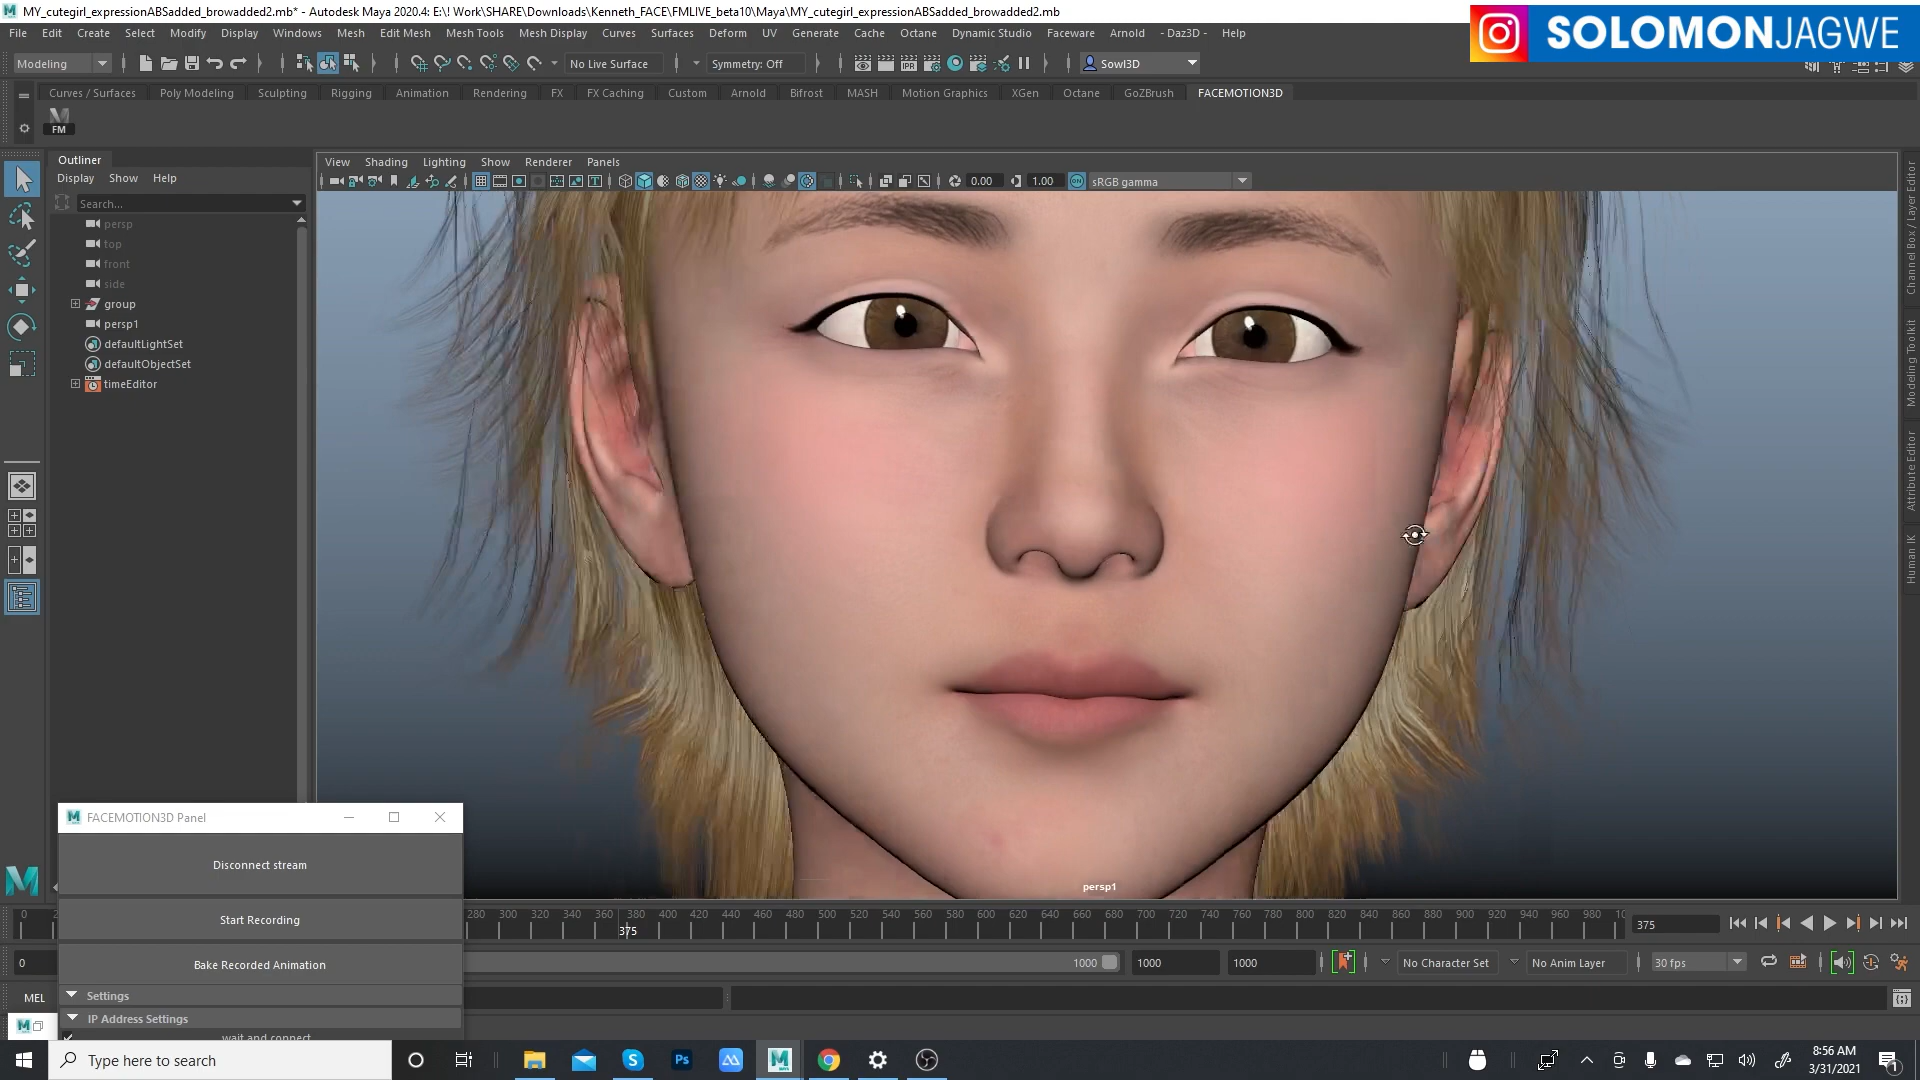 MY_cutegirl_expressionABSadded_browadded2.mb* - Autodesk Maya 2020.4: E:\! Work\SHARE\Downloads\Kenneth_FACE\FMLIVE_beta10\Maya\MY_cutegirl_expressionABSadded_browadded2.mb
SOLOMONJAGWE
File Edit Create Select Modify Display Windows Mesh Edit Mesh Mesh Tools Mesh Display Curves Surfaces Deform UV Generate Cache Octane Dynamic Studio Faceware Arnold - Daz3D - Help
Modeling No Live Surface Symmetry: Off IPR Sowl3D
Curves / Surfaces Poly Modeling Sculpting Rigging Animation Rendering FX FX Caching Custom Arnold Bifrost MASH Motion Graphics XGen Octane GoZBrush FACEMOTION3D
FM
Outliner
Display Show Help
Search...
persp
top
front
side
group
persp1
defaultLightSet
defaultObjectSet
timeEditor
View Shading Lighting Show Renderer Panels
0.00 1.00 ON sRGB gamma
persp1
Channel Box / Layer Editor
Modeling Toolkit
Attribute Editor
Human IK
FACEMOTION3D Panel
Disconnect stream
Start Recording
Bake Recorded Animation
Settings
IP Address Settings
wait and connect
0 280 300 320 340 360 380 400 420 440 460 480 500 520 540 560 580 600 620 640 660 680 700 720 740 760 780 800 820 840 860 880 900 920 940 960 980
375
375
0 1000 1000 1000 No Character Set No Anim Layer 30 fps
MEL
Type here to search
Ps
8:56 AM
3/31/2021
1